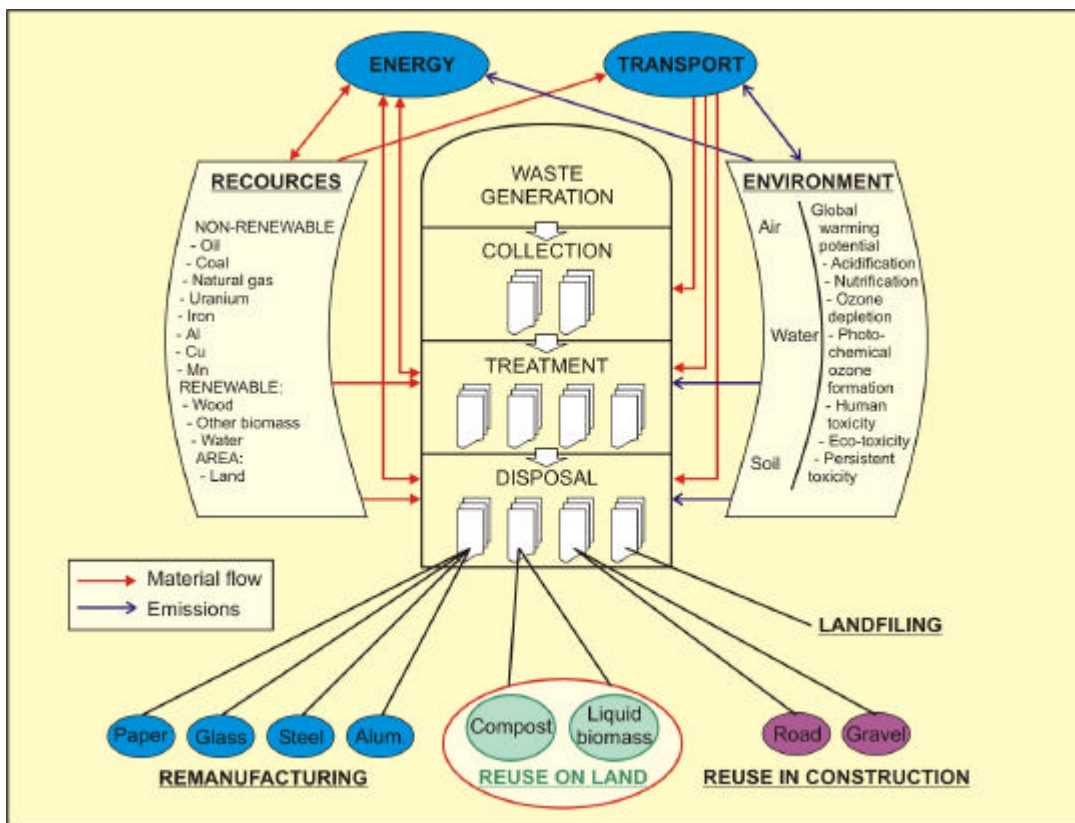 ENERGY
TRANSPORT
RECOURCES
NON-RENEWABLE
- Oil
- Coal
- Natural gas
- Uranium
- Iron
- Al
- Cu
- Mn
RENEWABLE:
- Wood
- Other biomass
- Water
AREA:
- Land
WASTE
GENERATION
COLLECTION
TREATMENT
DISPOSAL
ENVIRONMENT
Air
Water
Soil
Global
warming
potential
- Acidification
- Nutrification
- Ozone
depletion
- Photo-
chemical
ozone
formation
- Human
toxicity
- Eco-toxicity
- Persistent
toxicity
Material flow
Emissions
LANDFILING
Paper
Glass
Steel
Alum.
REMANUFACTURING
Compost
Liquid
biomass
REUSE ON LAND
Road
Gravel
REUSE IN CONSTRUCTION